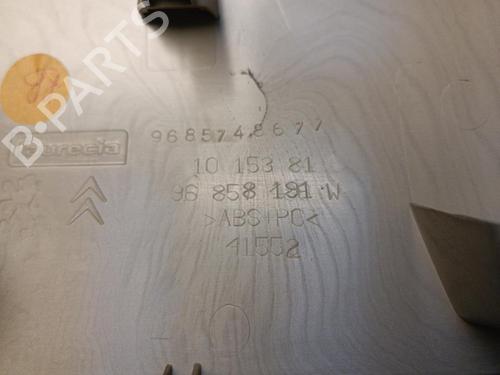 B-PARTS
faurecia
9685748677
10 153 81
96 858 191 W
>ABS+PC<
41552